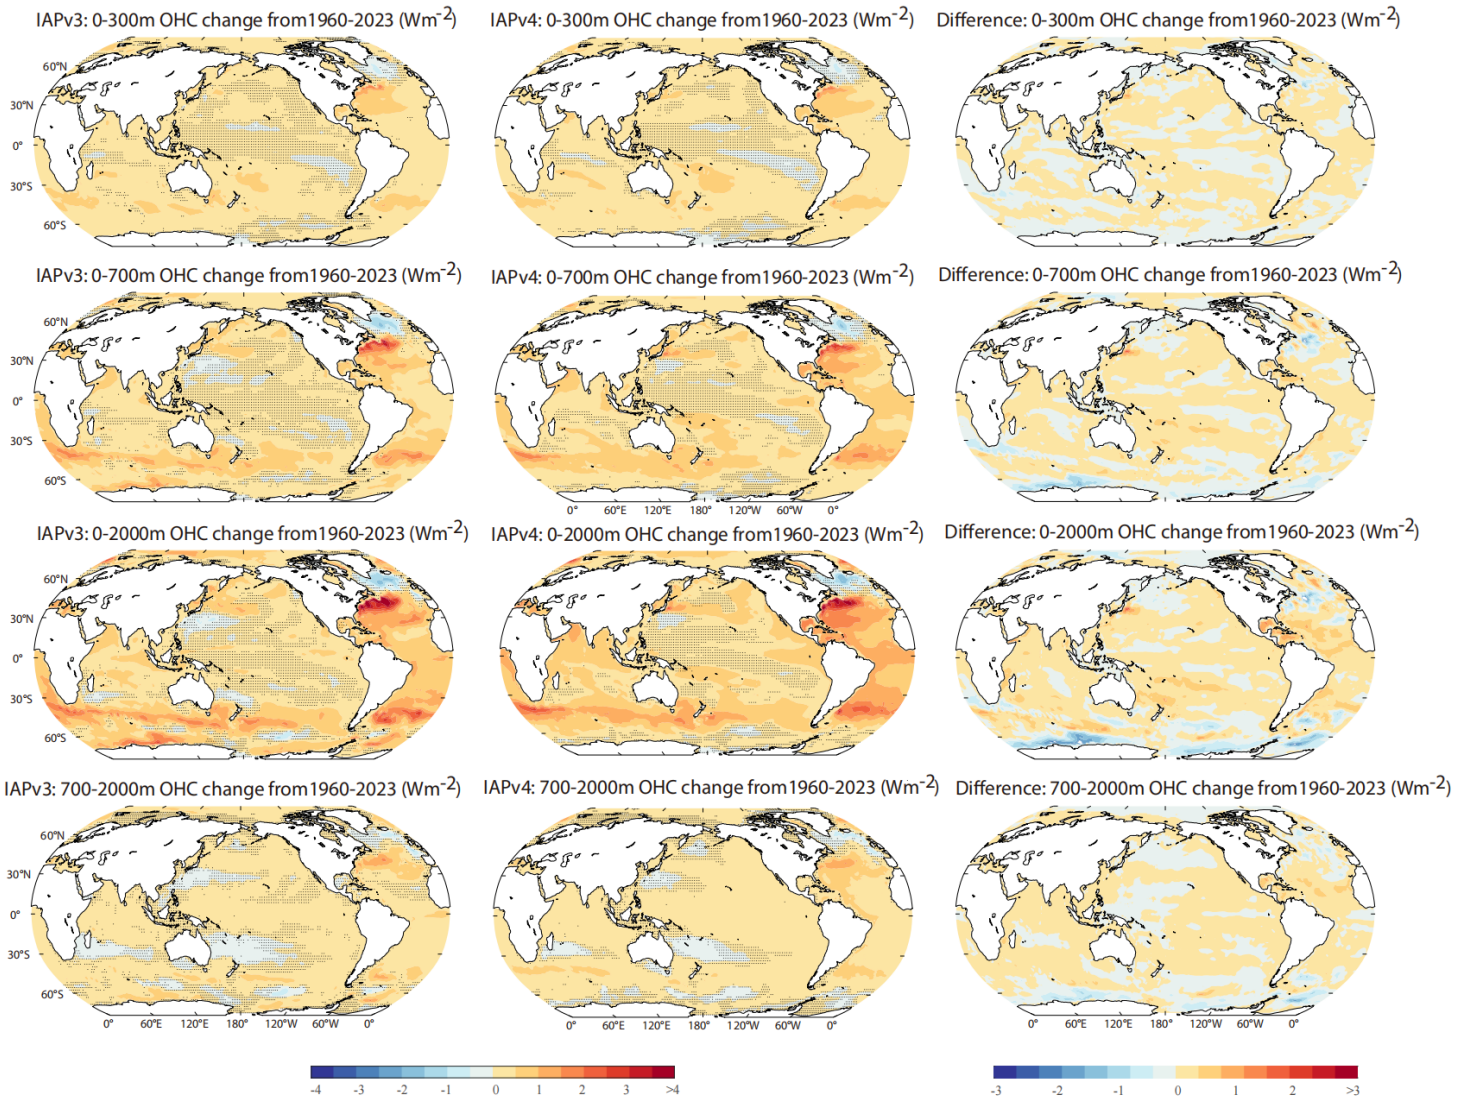 IAPv3: 0-300m OHC change from1960-2023 (Wm-2)
IAPv4: 0-300m OHC change from1960-2023 (Wm-2)
Difference: 0-300m OHC change from1960-2023 (Wm-2)
60°N
30°N
0°
30°S
60°S
IAPv3: 0-700m OHC change from1960-2023 (Wm-2)
IAPv4: 0-700m OHC change from1960-2023 (Wm-2)
Difference: 0-700m OHC change from1960-2023 (Wm-2)
60°N
30°N
0°
30°S
60°S
0° 60°E 120°E 180° 120°W 60°W 0°
IAPv3: 0-2000m OHC change from1960-2023 (Wm-2)
IAPv4: 0-2000m OHC change from1960-2023 (Wm-2)
Difference: 0-2000m OHC change from1960-2023 (Wm-2)
60°N
30°N
0°
30°S
60°S
IAPv3: 700-2000m OHC change from1960-2023 (Wm-2)
IAPv4: 700-2000m OHC change from1960-2023 (Wm-2)
Difference: 700-2000m OHC change from1960-2023 (Wm-2)
60°N
30°N
0°
30°S
60°S
0° 60°E 120°E 180° 120°W 60°W 0°
0° 60°E 120°E 180° 120°W 60°W 0°
0° 60°E 120°E 180° 120°W 60°W 0°
-4 -3 -2 -1 0 1 2 3 >4
-3 -2 -1 0 1 2 >3